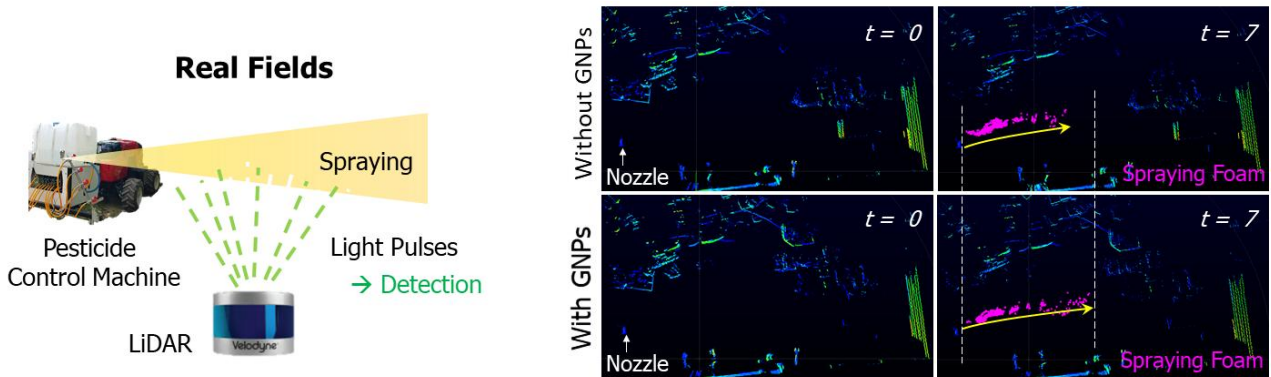 Real Fields
Spraying
Pesticide
Control Machine
Light Pulses
→ Detection
LiDAR
Velodyne
Without GNPs
t = 0
Nozzle
t = 7
Spraying Foam
With GNPs
t = 0
Nozzle
t = 7
Spraying Foam